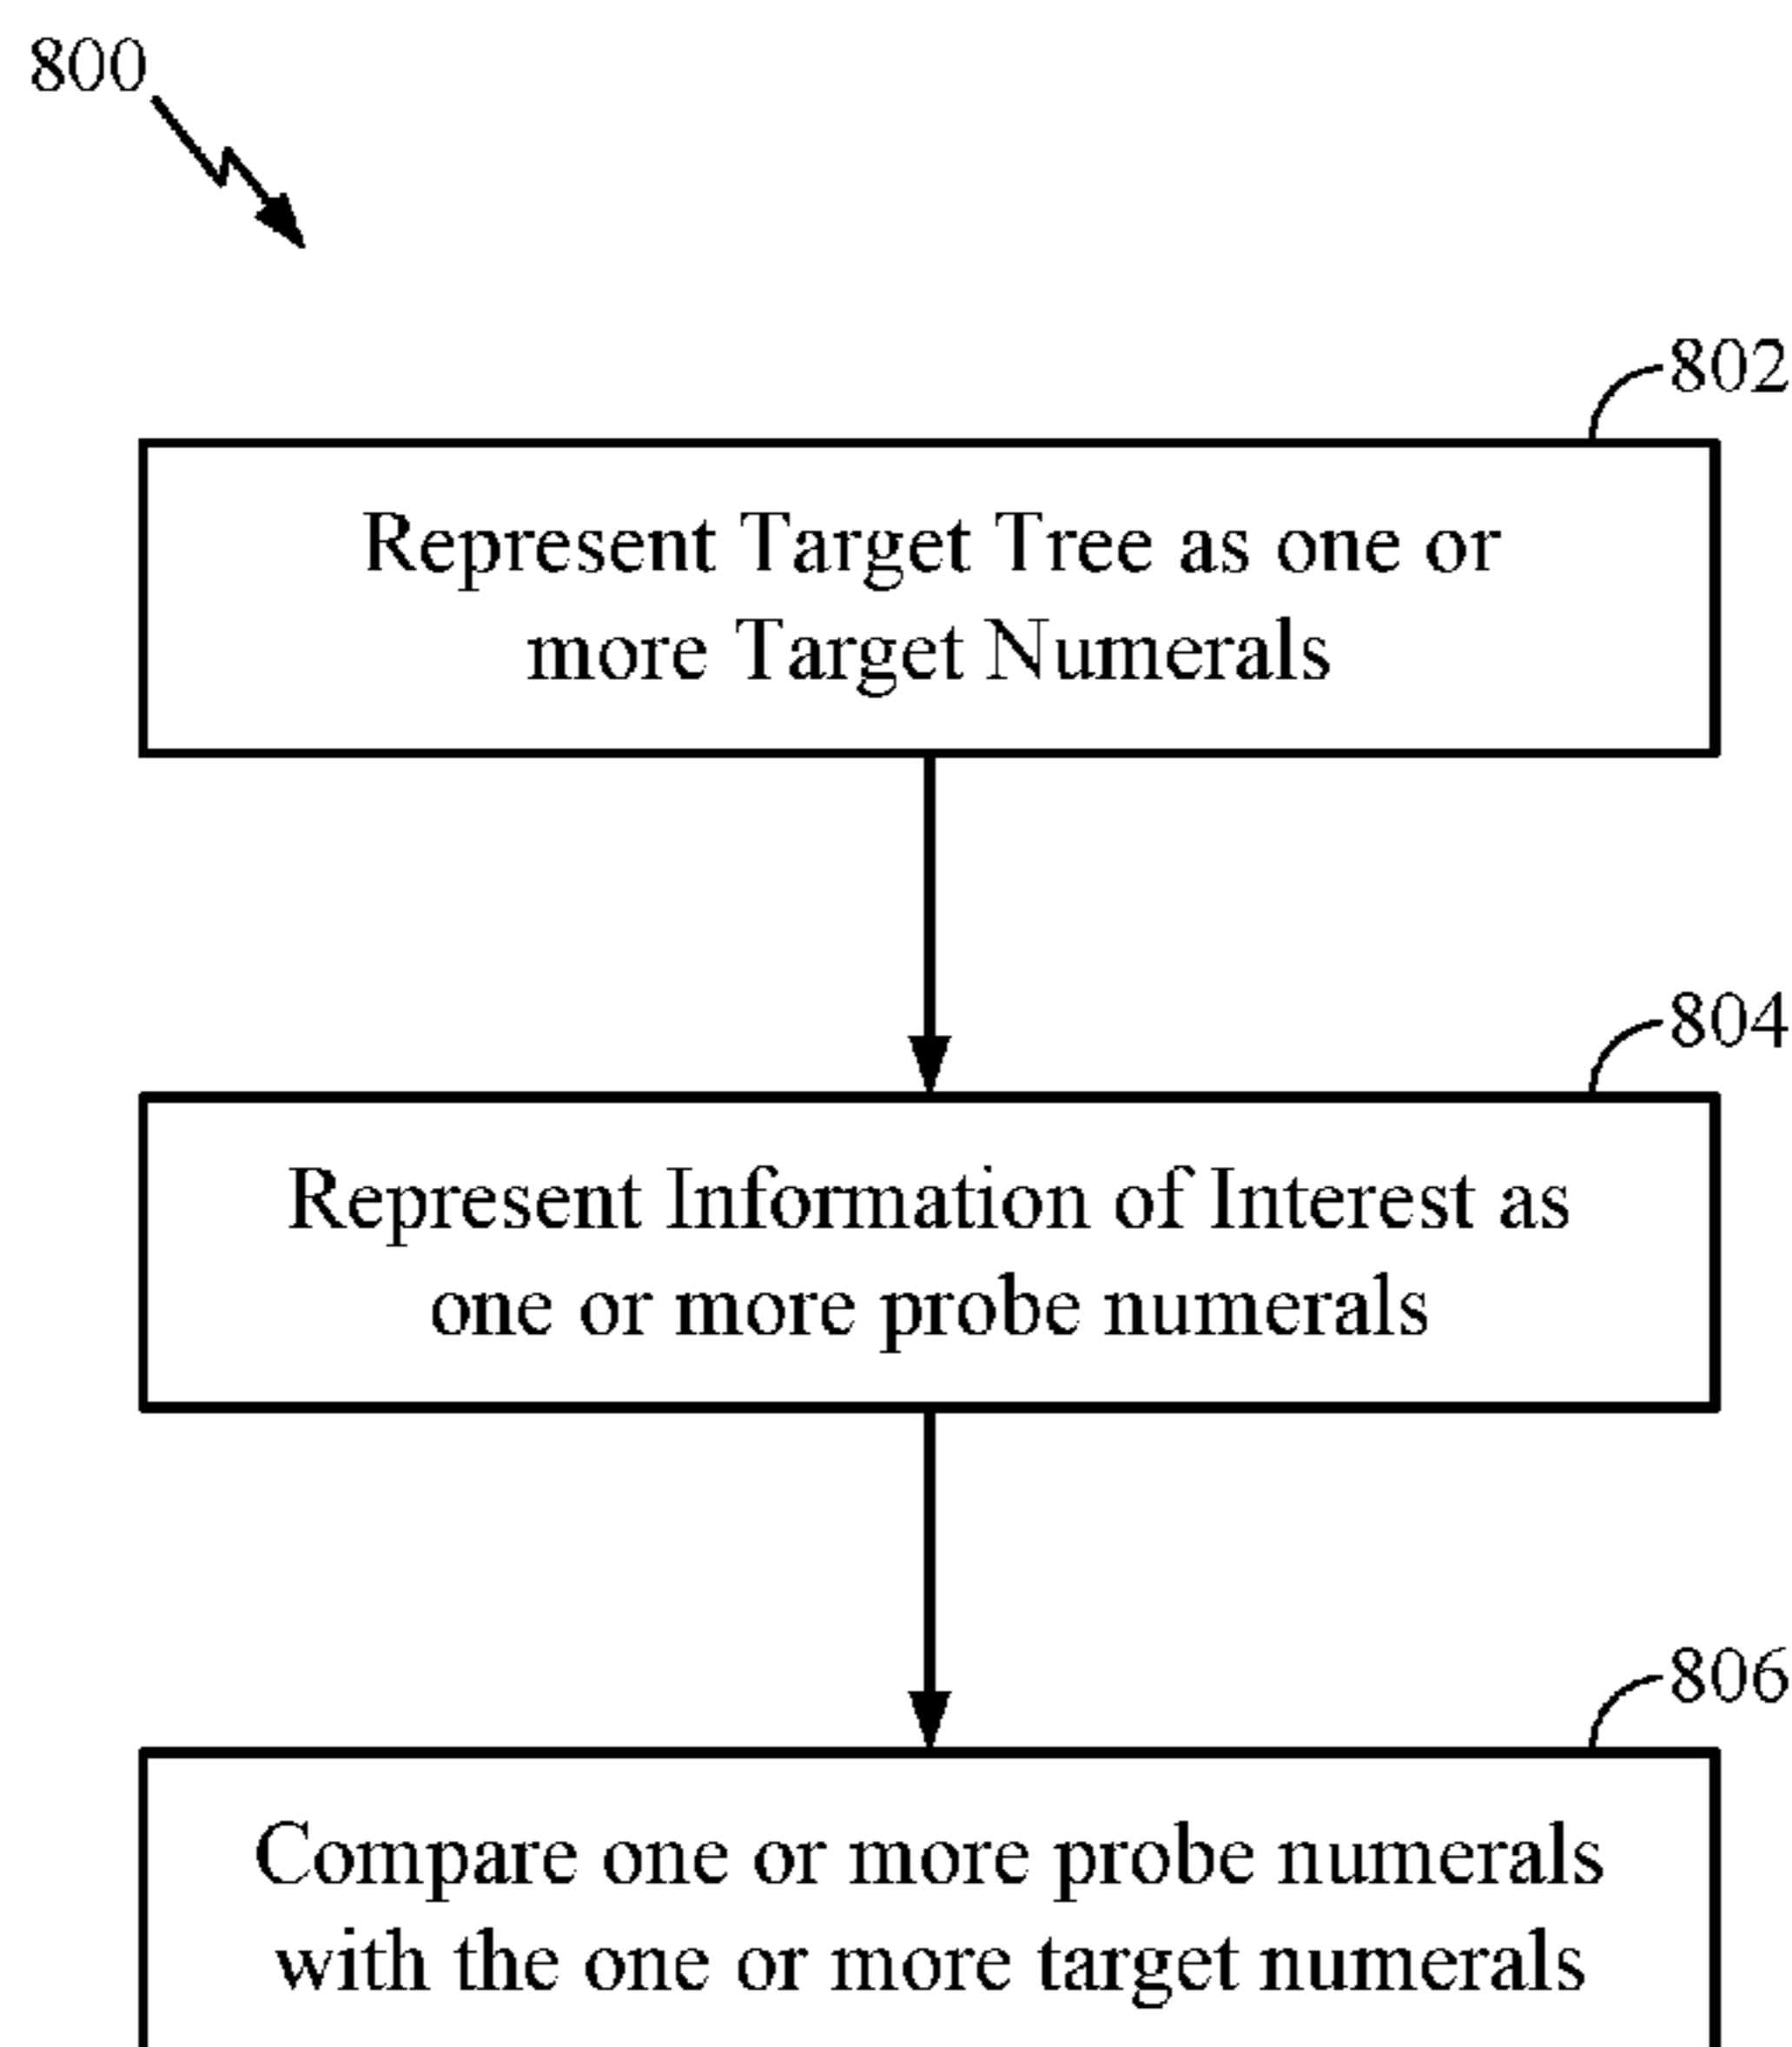 800
802
Represent Target Tree as one or
more Target Numerals
804
Represent Information of Interest as
one or more probe numerals
806
Compare one or more probe numerals
with the one or more target numerals